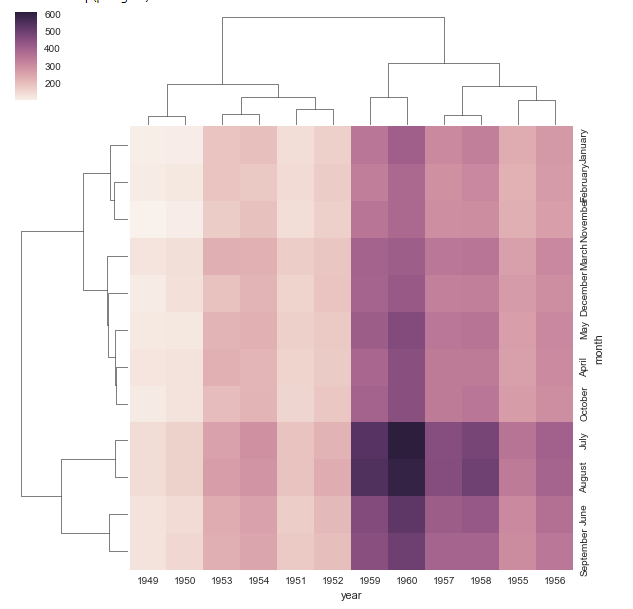 600
500
400
300
200
January
February
November
March
December
May
April
October
July
August
June
September
month
1949 1950 1953 1954 1951 1952 1959 1960 1957 1958 1955 1956
year